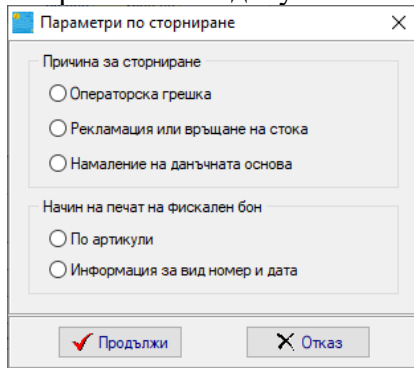 Параметри по сторниране
Причина за сторниране
Операторска грешка
Рекламация или връщане на стока
Намаление на данъчната основа
Начин на печат на фискален бон
По артикули
Информация за вид номер и дата
Продължи
Отказ